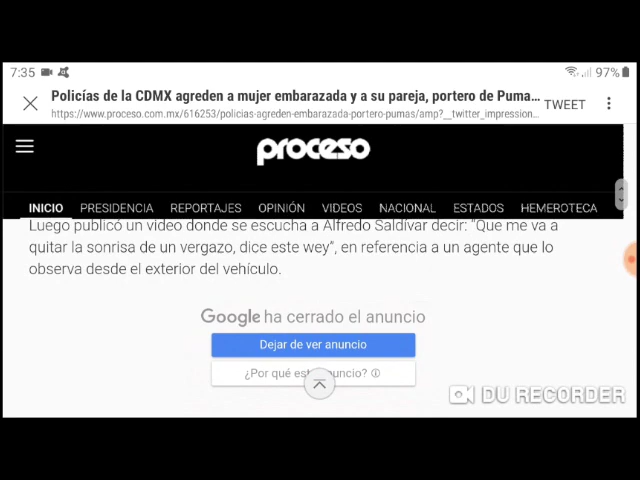 7:35
97%
Policías de la CDMX agreden a mujer embarazada y a su pareja, portero de Puma...
https://www.proceso.com.mx/616253/policias-agreden-embarazada-portero-pumas/amp?__twitter_impression...
TWEET
proceso
INICIO PRESIDENCIA REPORTAJES OPINIÓN VIDEOS NACIONAL ESTADOS HEMEROTECA
Luego publicó un video donde se escucha a Alfredo Saldívar decir: “Que me va a
quitar la sonrisa de un vergazo, dice este wey”, en referencia a un agente que lo
observa desde el exterior del vehículo.
Google ha cerrado el anuncio
Dejar de ver anuncio
¿Por qué anuncio?
DU RECORDER